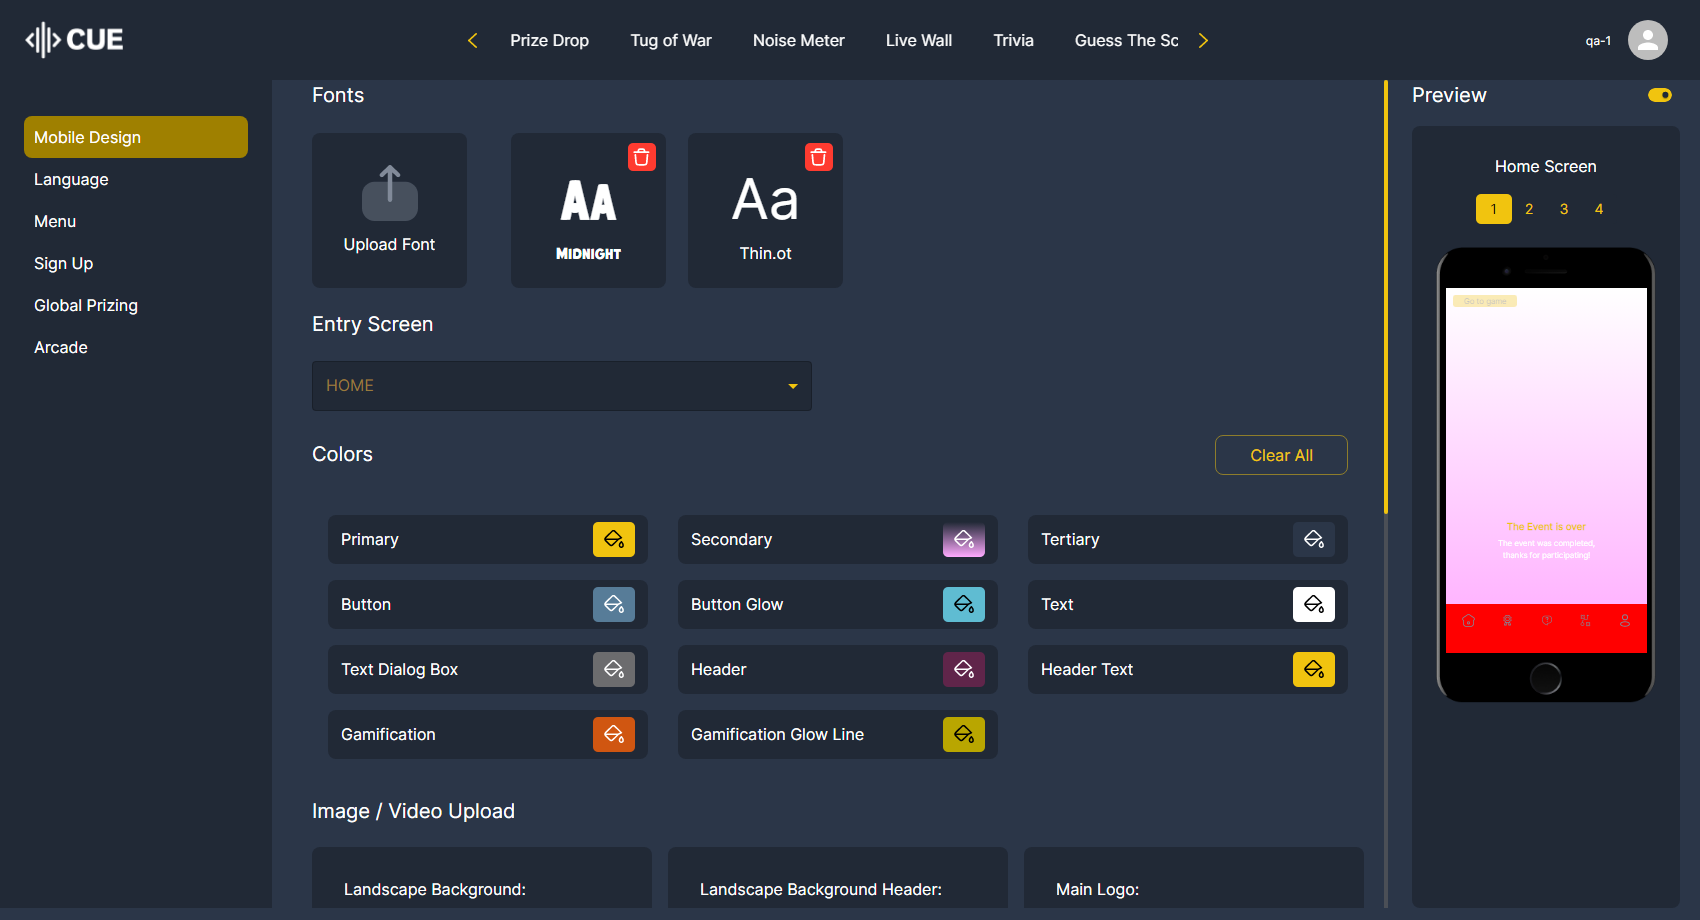 CUE
Prize Drop
Tug of War
Noise Meter
Live Wall
Trivia
Guess The Sc
qa-1
Mobile Design
Language
Menu
Sign Up
Global Prizing
Arcade
Fonts
Upload Font
AA
MIDNIGHT
Aa
Thin.ot
Entry Screen
HOME
Colors
Clear All
Primary
Secondary
Tertiary
Button
Button Glow
Text
Text Dialog Box
Header
Header Text
Gamification
Gamification Glow Line
Image / Video Upload
Landscape Background:
Landscape Background Header:
Main Logo:
Preview
Home Screen
1 2 3 4
Go to game
The Event is over
The event was completed,
thanks for participating!